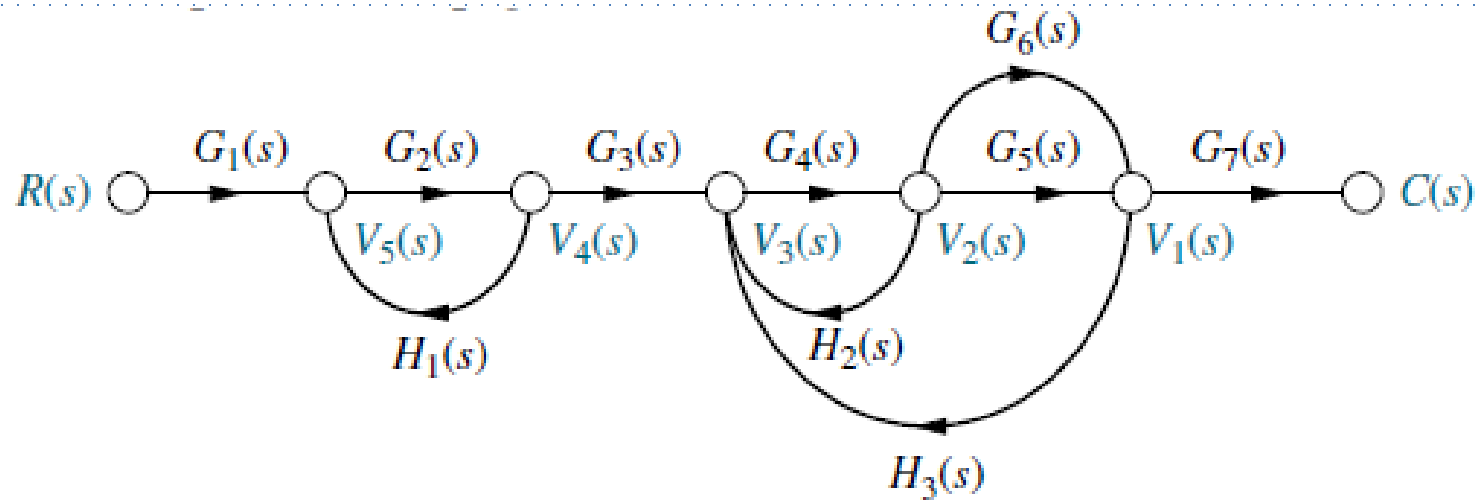 G₆(s)
G₁(s) G₂(s) G₃(s) G₄(s) G₅(s) G₇(s)
R(s) C(s)
V₅(s) V₄(s) V₃(s) V₂(s) V₁(s)
H₁(s) H₂(s)
H₃(s)